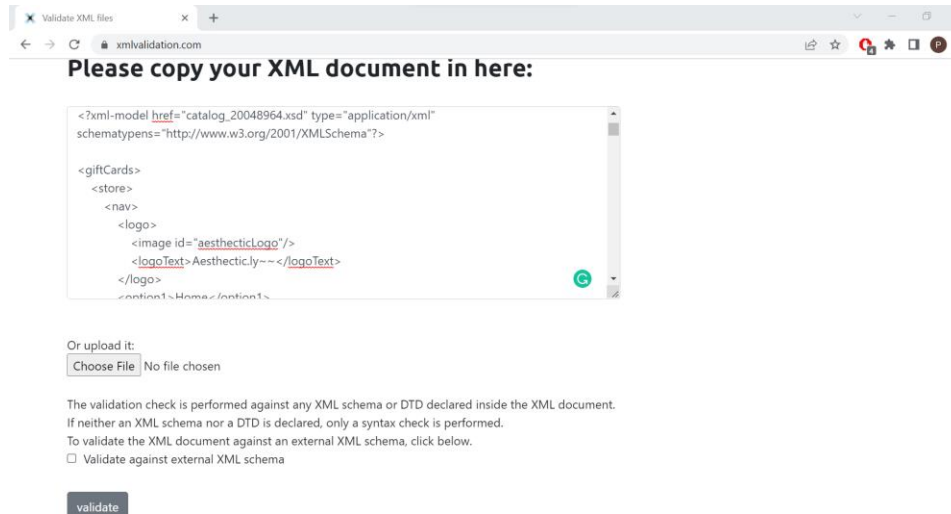 Validate XML files
xmlvalidation.com
4
P
Please copy your XML document in here:
<?xml-model href="catalog_20048964.xsd" type="application/xml"
schematypens="http://www.w3.org/2001/XMLSchema"?>
<giftCards>
<store>
<nav>
<logo>
<image id="aesthecticLogo"/>
<logoText>Aesthectic.ly~~</logoText>
</logo>
<option1>Home</option1>
G
Or upload it:
Choose File No file chosen
The validation check is performed against any XML schema or DTD declared inside the XML document.
If neither an XML schema nor a DTD is declared, only a syntax check is performed.
To validate the XML document against an external XML schema, click below.
Validate against external XML schema
validate